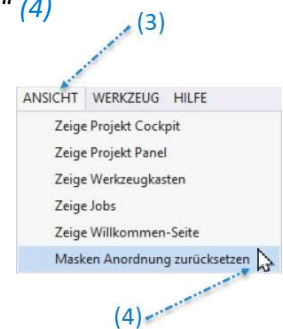 “ (4)
(3)
ANSICHT WERKZEUG HILFE
Zeige Projekt Cockpit
Zeige Projekt Panel
Zeige Werkzeugkasten
Zeige Jobs
Zeige Willkommen-Seite
Masken Anordnung zurücksetzen
(4)